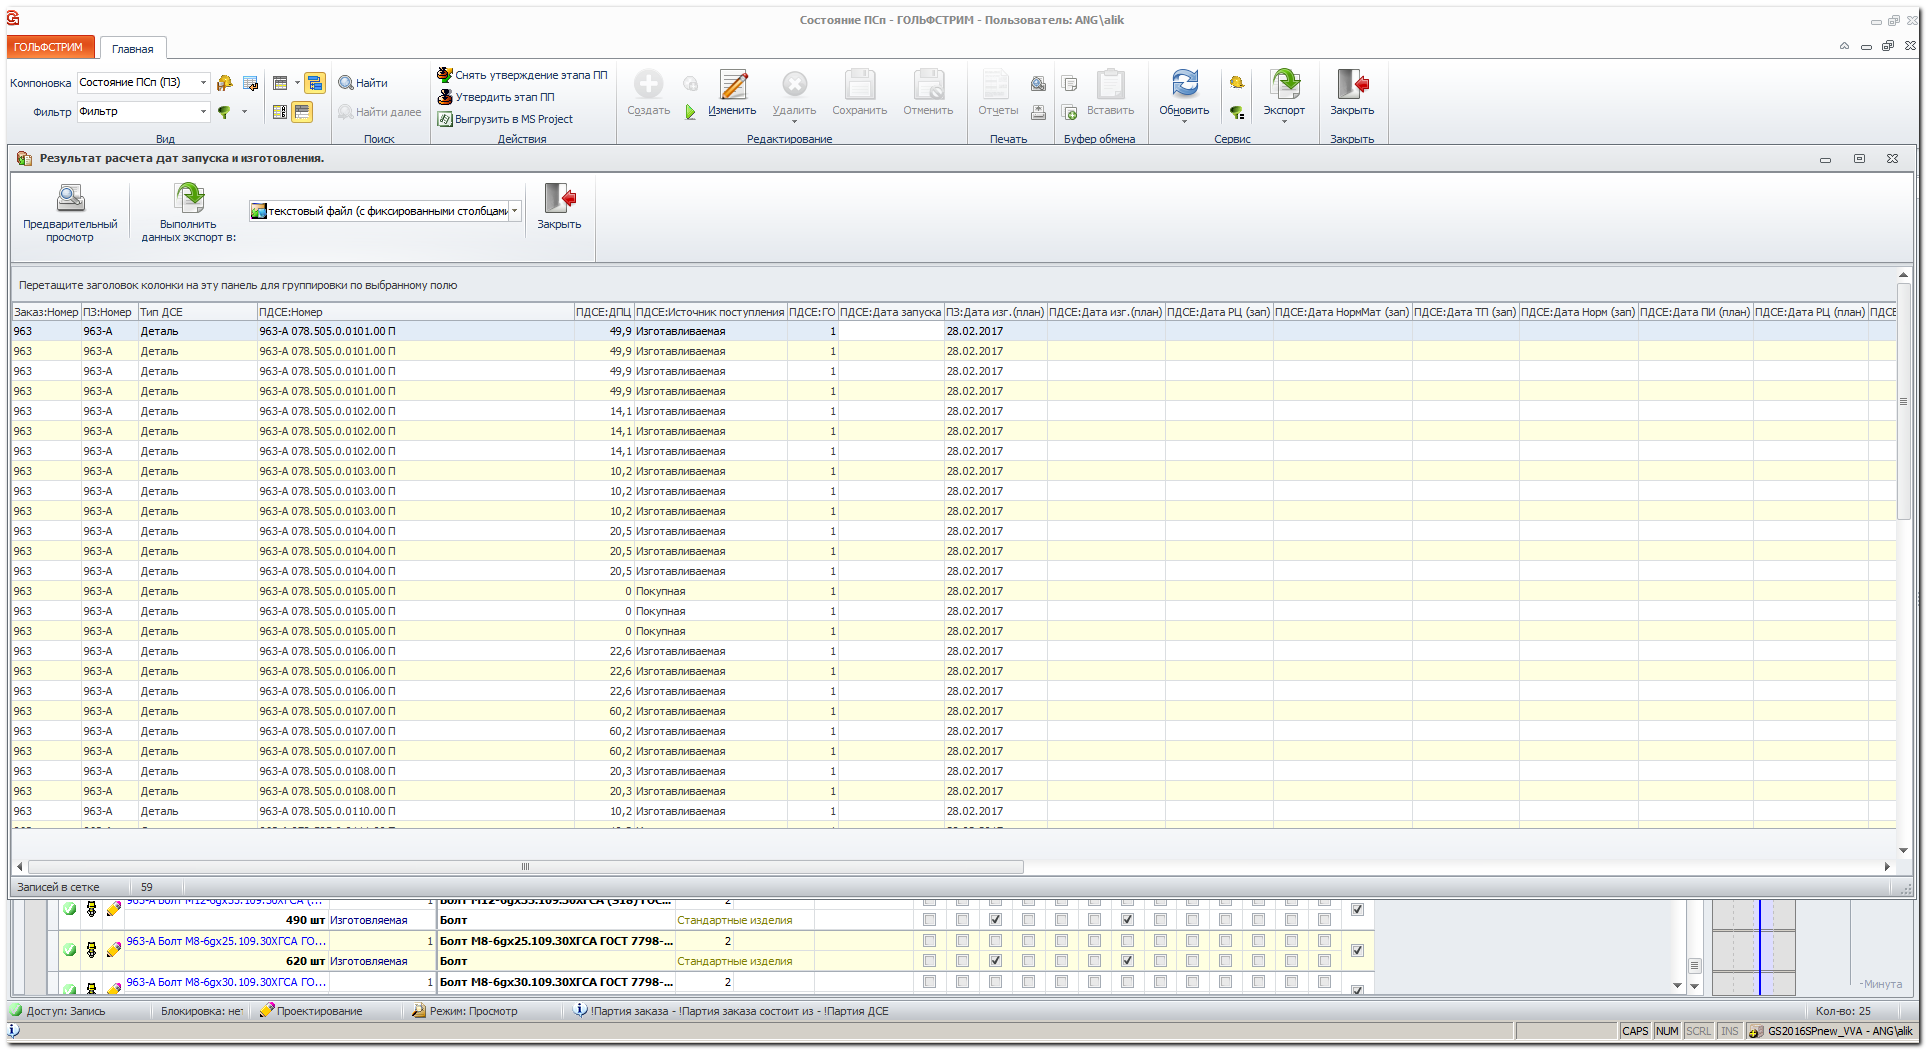 Состояние ПСп - ГОЛЬФСТРИМ - Пользователь: ANG\alik
ГОЛЬФСТРИМ Главная
Компоновка Состояние ПСп (ПЗ)
Фильтр Фильтр
Вид
Найти
Найти далее
Поиск
Снять утверждение этапа ПП
Утвердить этап ПП
Выгрузить в MS Project
Действия
Создать Изменить Удалить Сохранить Отменить
Редактирование
Отчеты
Печать
Вставить
Буфер обмена
Обновить Экспорт
Сервис
Закрыть
Закрыть
Результат расчета дат запуска и изготовления.
Предварительный просмотр
Выполнить данных экспорт в:
текстовый файл (с фиксированными столбцами
Закрыть
Перетащите заголовок колонки на эту панель для группировки по выбранному полю
Заказ:Номер ПЗ:Номер Тип ДСЕ ПДСЕ:Номер ПДСЕ:ДПЦ ПДСЕ:Источник поступления ПДСЕ:ГО ПДСЕ:Дата запуска ПЗ:Дата изг.(план) ПДСЕ:Дата изг.(план) ПДСЕ:Дата РЦ (зап) ПДСЕ:Дата НормМат (зап) ПДСЕ:Дата ТП (зап) ПДСЕ:Дата Норм (зап) ПДСЕ:Дата ПИ (план) ПДСЕ:Дата РЦ (план) ПДСЕ
963 963-А Деталь 963-А 078.505.0.0101.00 П 49,9 Изготавливаемая 1 28.02.2017
963 963-А Деталь 963-А 078.505.0.0101.00 П 49,9 Изготавливаемая 1 28.02.2017
963 963-А Деталь 963-А 078.505.0.0101.00 П 49,9 Изготавливаемая 1 28.02.2017
963 963-А Деталь 963-А 078.505.0.0101.00 П 49,9 Изготавливаемая 1 28.02.2017
963 963-А Деталь 963-А 078.505.0.0102.00 П 14,1 Изготавливаемая 1 28.02.2017
963 963-А Деталь 963-А 078.505.0.0102.00 П 14,1 Изготавливаемая 1 28.02.2017
963 963-А Деталь 963-А 078.505.0.0102.00 П 14,1 Изготавливаемая 1 28.02.2017
963 963-А Деталь 963-А 078.505.0.0103.00 П 10,2 Изготавливаемая 1 28.02.2017
963 963-А Деталь 963-А 078.505.0.0103.00 П 10,2 Изготавливаемая 1 28.02.2017
963 963-А Деталь 963-А 078.505.0.0103.00 П 10,2 Изготавливаемая 1 28.02.2017
963 963-А Деталь 963-А 078.505.0.0104.00 П 20,5 Изготавливаемая 1 28.02.2017
963 963-А Деталь 963-А 078.505.0.0104.00 П 20,5 Изготавливаемая 1 28.02.2017
963 963-А Деталь 963-А 078.505.0.0104.00 П 20,5 Изготавливаемая 1 28.02.2017
963 963-А Деталь 963-А 078.505.0.0105.00 П 0 Покупная 1 28.02.2017
963 963-А Деталь 963-А 078.505.0.0105.00 П 0 Покупная 1 28.02.2017
963 963-А Деталь 963-А 078.505.0.0105.00 П 0 Покупная 1 28.02.2017
963 963-А Деталь 963-А 078.505.0.0106.00 П 22,6 Изготавливаемая 1 28.02.2017
963 963-А Деталь 963-А 078.505.0.0106.00 П 22,6 Изготавливаемая 1 28.02.2017
963 963-А Деталь 963-А 078.505.0.0106.00 П 22,6 Изготавливаемая 1 28.02.2017
963 963-А Деталь 963-А 078.505.0.0107.00 П 60,2 Изготавливаемая 1 28.02.2017
963 963-А Деталь 963-А 078.505.0.0107.00 П 60,2 Изготавливаемая 1 28.02.2017
963 963-А Деталь 963-А 078.505.0.0107.00 П 60,2 Изготавливаемая 1 28.02.2017
963 963-А Деталь 963-А 078.505.0.0108.00 П 20,3 Изготавливаемая 1 28.02.2017
963 963-А Деталь 963-А 078.505.0.0108.00 П 20,3 Изготавливаемая 1 28.02.2017
963 963-А Деталь 963-А 078.505.0.0110.00 П 10,2 Изготавливаемая 1 28.02.2017
Записей в сетке 59
490 шт Изготовляемая Болт Стандартные изделия
963-А Болт М8-6gх25.109.30ХГСА ГО... 1 Болт М8-6gх25.109.30ХГСА ГОСТ 7798-... 2
620 шт Изготовляемая Болт Стандартные изделия
963-А Болт М8-6gх30.109.30ХГСА ГО... 1 Болт М8-6gх30.109.30ХГСА ГОСТ 7798-... 2
-Минута
Доступ: Запись Блокировка: нет Проектирование Режим: Просмотр !Партия заказа - !Партия заказа состоит из - !Партия ДСЕ Кол-во: 25
CAPS NUM SCRL INS GS2016SPnew_VVA - ANG\alik